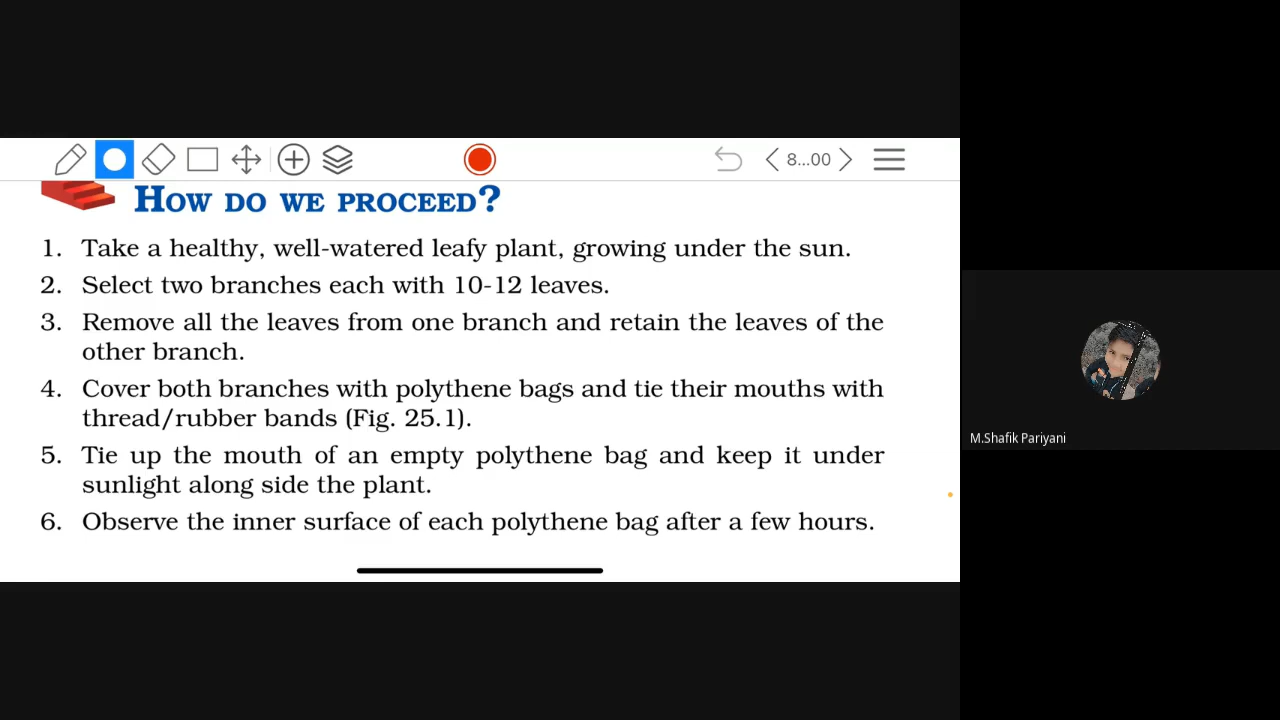 8...00
HOW DO WE PROCEED?
1. Take a healthy, well-watered leafy plant, growing under the sun.
2. Select two branches each with 10-12 leaves.
3. Remove all the leaves from one branch and retain the leaves of the
other branch.
4. Cover both branches with polythene bags and tie their mouths with
thread/rubber bands (Fig. 25.1).
5. Tie up the mouth of an empty polythene bag and keep it under
sunlight along side the plant.
6. Observe the inner surface of each polythene bag after a few hours.
M.Shafik Pariyani